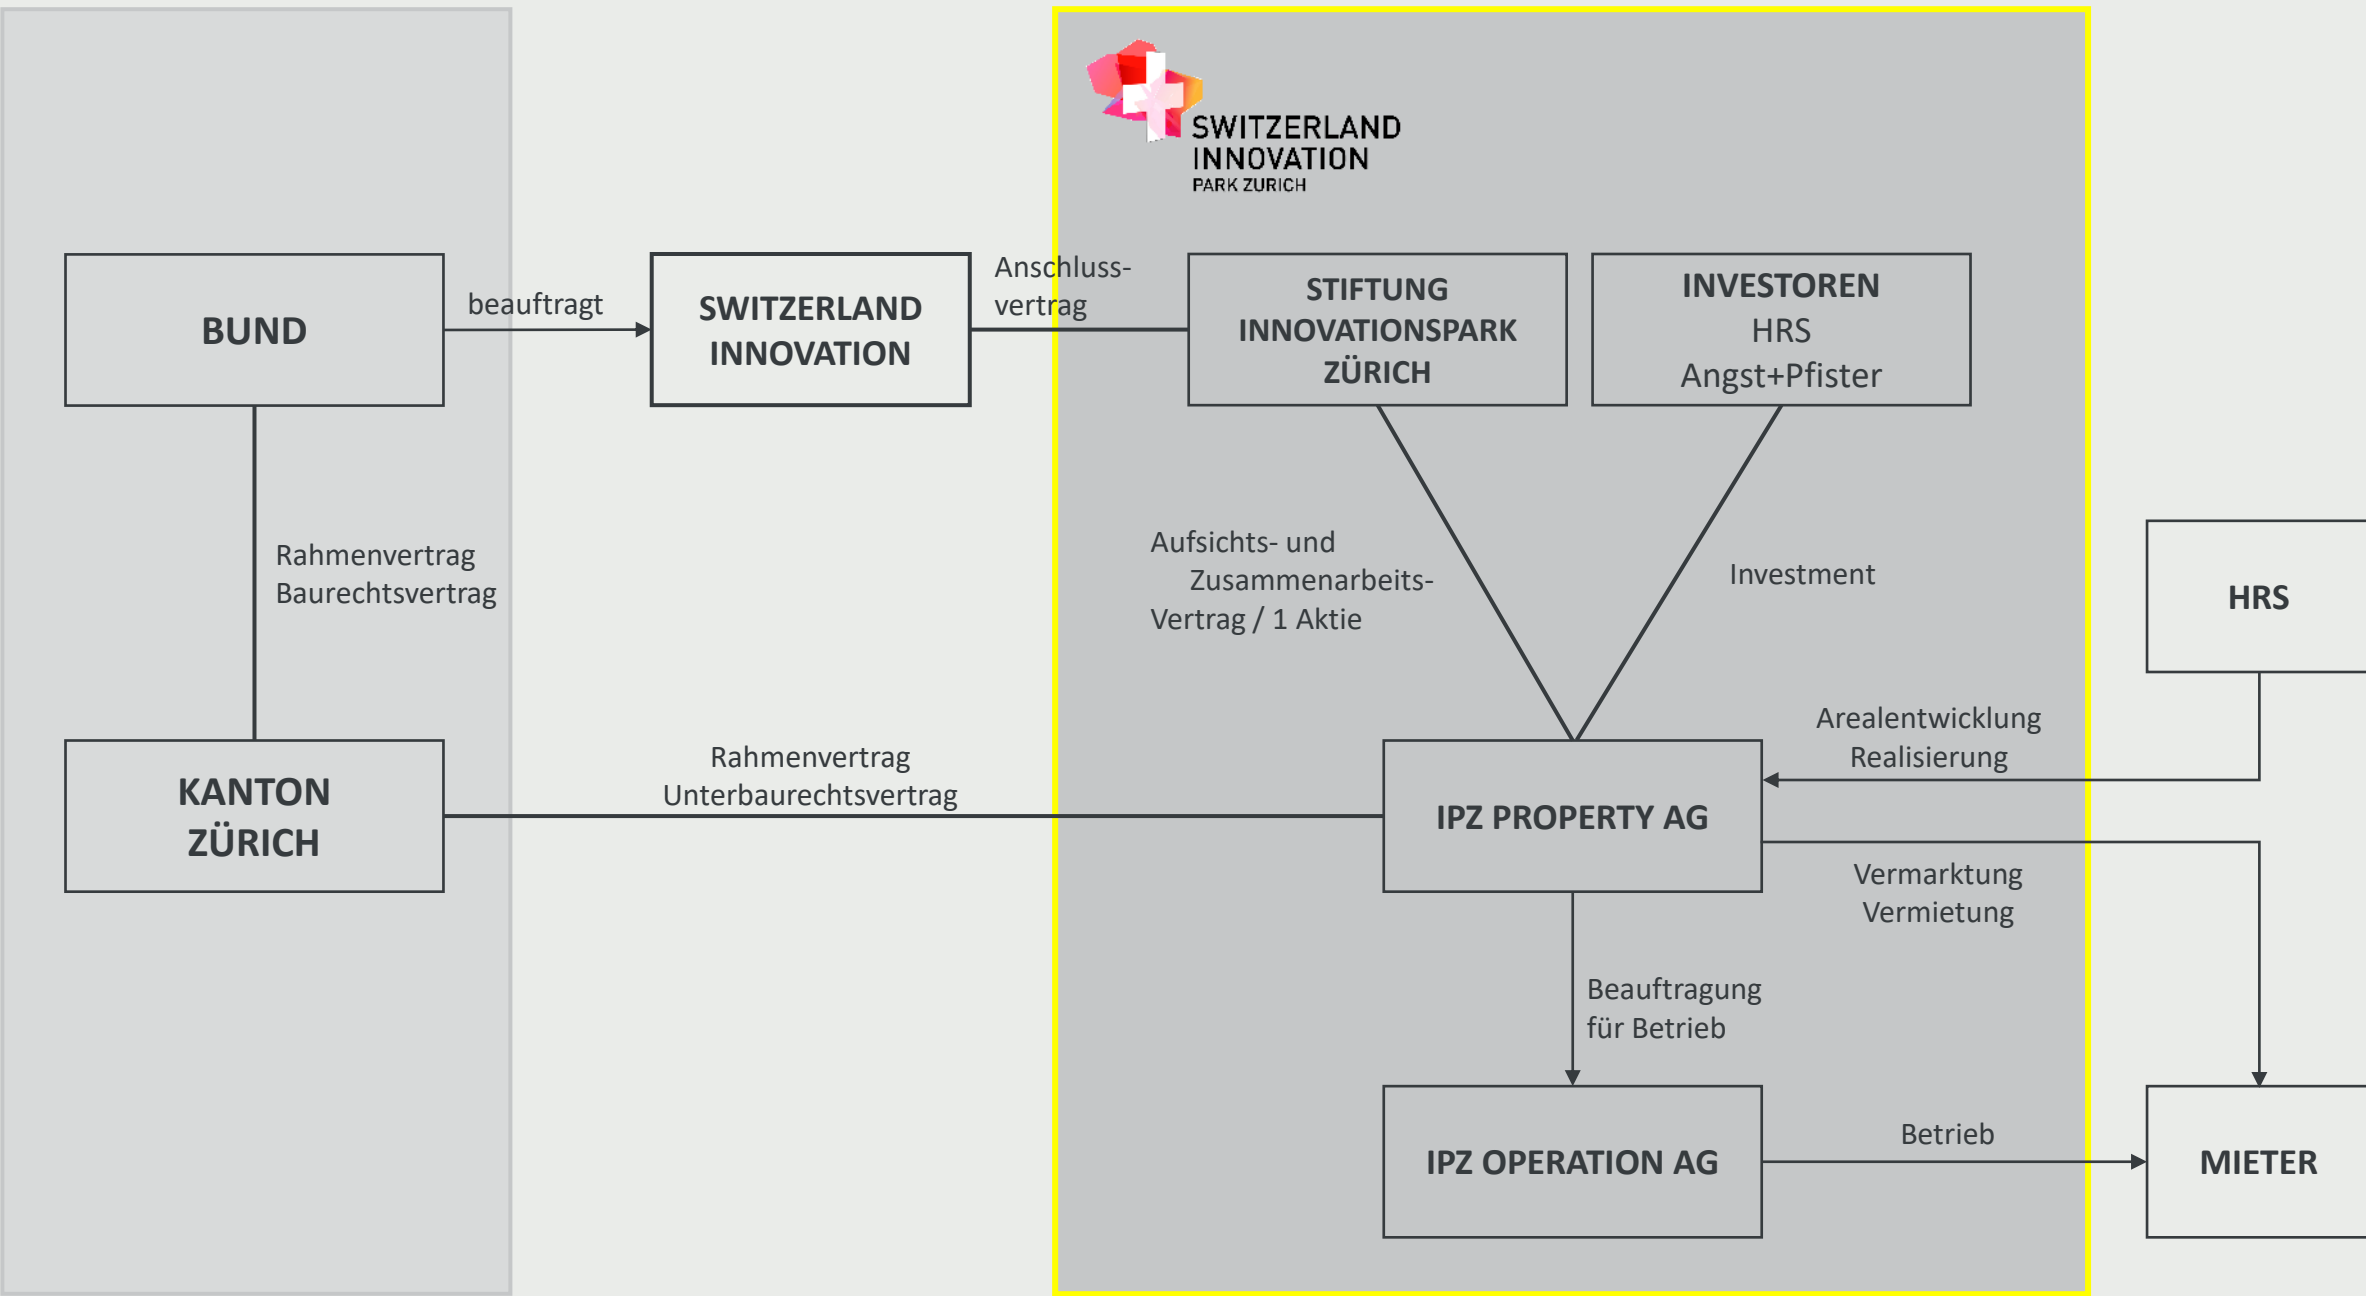 SWITZERLAND
INNOVATION
PARK ZURICH
BUND
beauftragt
SWITZERLAND
INNOVATION
Anschluss-
vertrag
STIFTUNG
INNOVATIONSPARK
ZÜRICH
INVESTOREN
HRS
Angst+Pfister
Rahmenvertrag
Baurechtsvertrag
Aufsichts- und
Zusammenarbeits-
Vertrag / 1 Aktie
Investment
HRS
KANTON
ZÜRICH
Rahmenvertrag
Unterbaurechtsvertrag
IPZ PROPERTY AG
Arealentwicklung
Realisierung
Vermarktung
Vermietung
Beauftragung
für Betrieb
IPZ OPERATION AG
Betrieb
MIETER